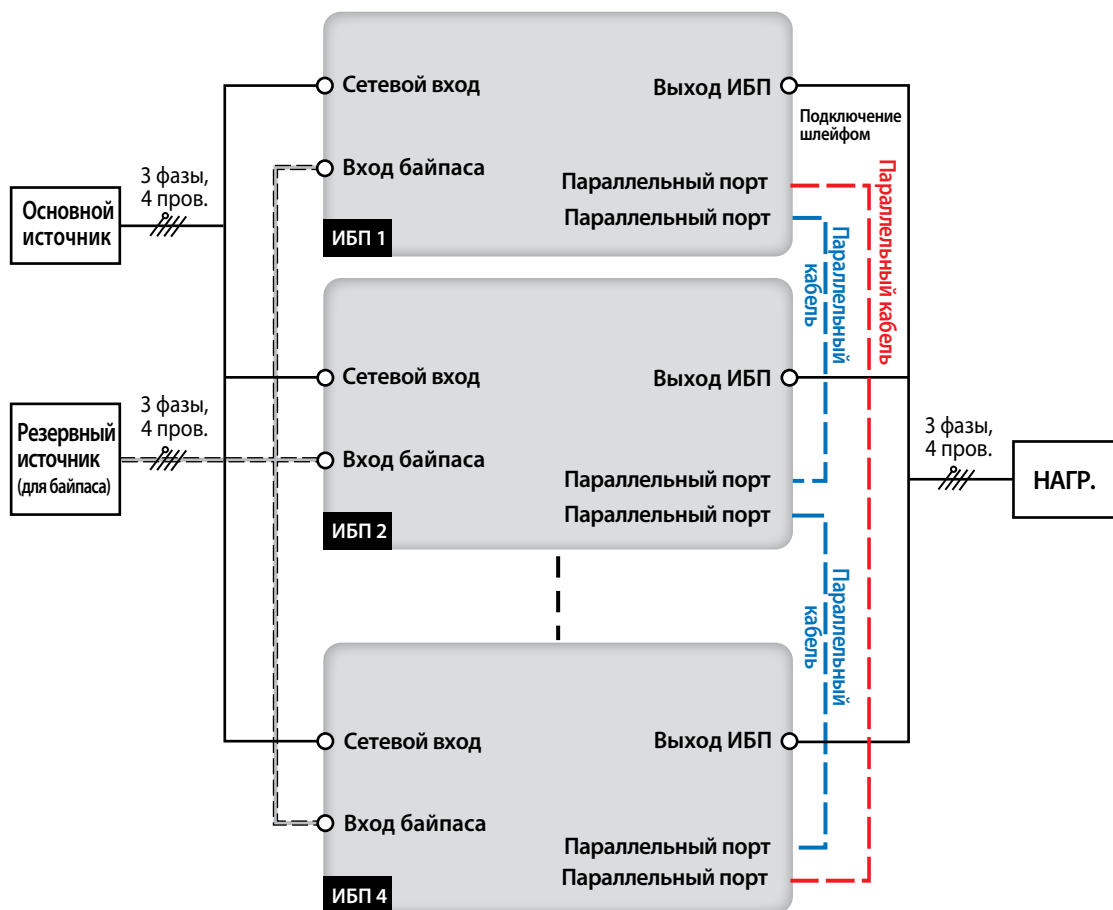 Сетевой вход
Выход ИБП
Подключение
шлейфом
Вход байпаса
Параллельный порт
Параллельный порт
ИБП 1
3 фазы,
4 пров.
Основной
источник
Параллельный
кабель
Параллельный кабель
Сетевой вход
Выход ИБП
Вход байпаса
Параллельный порт
Параллельный порт
ИБП 2
3 фазы,
4 пров.
Резервный
источник
(для байпаса)
3 фазы,
4 пров.
НАГР.
Параллельный
кабель
Сетевой вход
Выход ИБП
Вход байпаса
Параллельный порт
Параллельный порт
ИБП 4